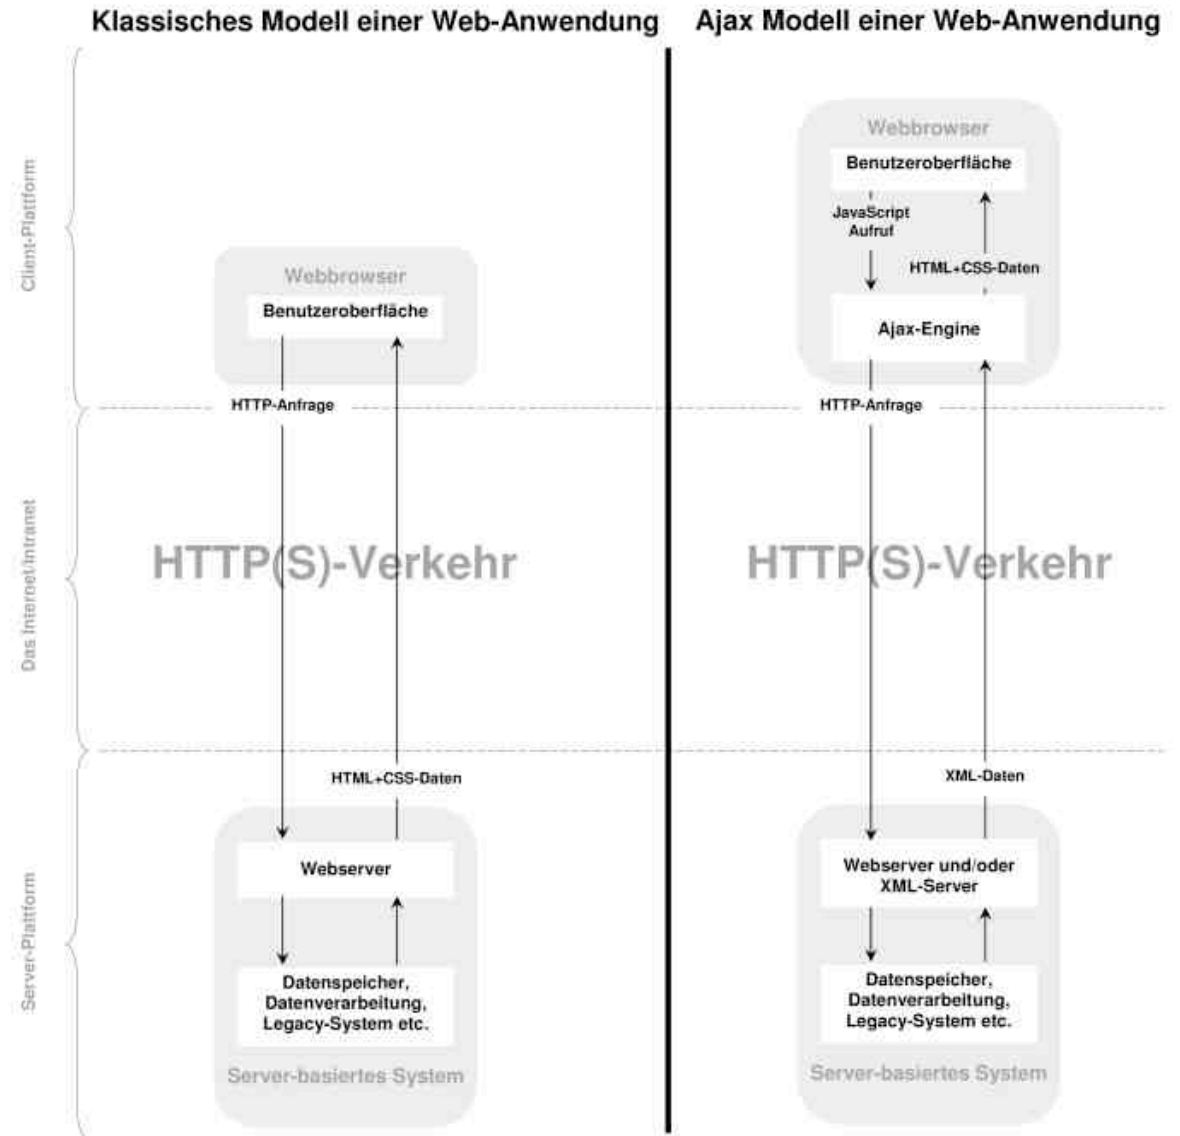 Klassisches Modell einer Web-Anwendung
Client-Plattform
Das Internet/Intranet
Server-Plattform
Webbrowser
Benutzeroberfläche
HTTP-Anfrage
HTTP(S)-Verkehr
HTML+CSS-Daten
Webserver
Datenspeicher,
Datenverarbeitung,
Legacy-System etc.
Server-basiertes System
Ajax Modell einer Web-Anwendung
Webbrowser
Benutzeroberfläche
JavaScript
Aufruf
HTML+CSS-Daten
Ajax-Engine
HTTP-Anfrage
HTTP(S)-Verkehr
XML-Daten
Webserver und/oder
XML-Server
Datenspeicher,
Datenverarbeitung,
Legacy-System etc.
Server-basiertes System